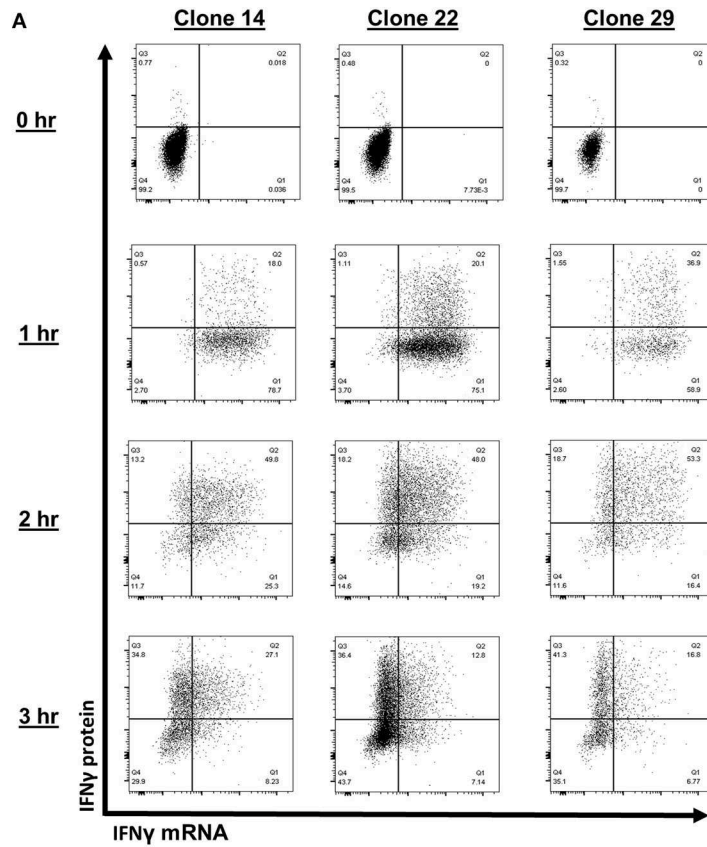 A
Clone 14 Clone 22 Clone 29
0 hr
Q3 0.77 Q2 0.018 Q4 99.2 Q1 0.036
Q3 0.48 Q2 0 Q4 99.5 Q1 7.73E-3
Q3 0.32 Q2 0 Q4 99.7 Q1 0
1 hr
Q3 0.57 Q2 18.0 Q4 2.70 Q1 78.7
Q3 1.11 Q2 20.1 Q4 3.70 Q1 75.1
Q3 1.55 Q2 36.9 Q4 2.60 Q1 58.9
2 hr
Q3 13.2 Q2 49.8 Q4 11.7 Q1 25.3
Q3 18.2 Q2 48.0 Q4 14.6 Q1 19.2
Q3 18.7 Q2 53.3 Q4 11.6 Q1 16.4
3 hr
Q3 34.8 Q2 27.1 Q4 29.9 Q1 8.23
Q3 36.4 Q2 12.8 Q4 43.7 Q1 7.14
Q3 41.3 Q2 16.8 Q4 35.1 Q1 6.77
IFNγ protein
IFNγ mRNA